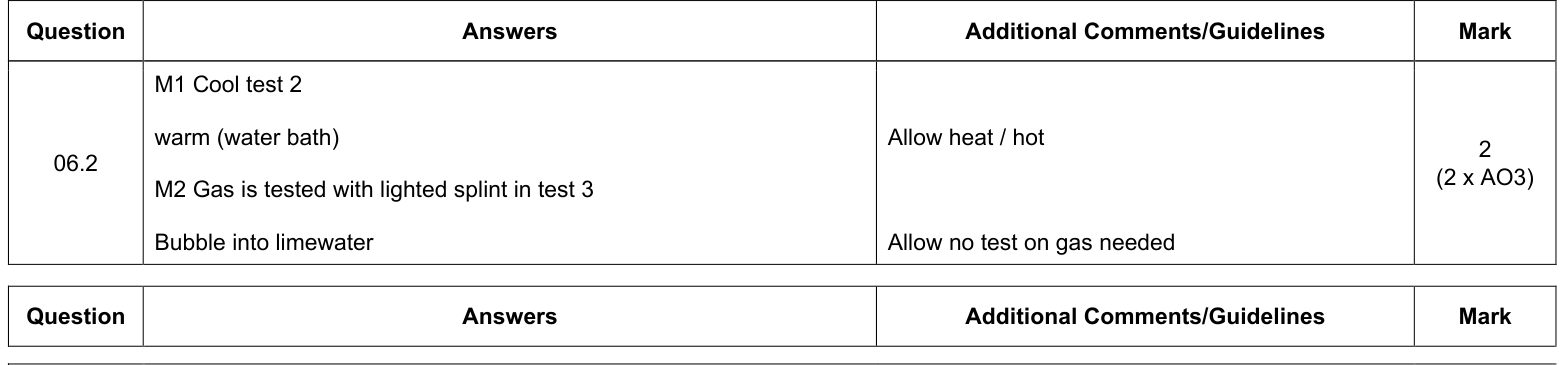 Question Answers Additional Comments/Guidelines Mark
M1 Cool test 2
warm (water bath) Allow heat / hot
06.2
2
(2 x AO3)
M2 Gas is tested with lighted splint in test 3
Bubble into limewater Allow no test on gas needed
Question Answers Additional Comments/Guidelines Mark